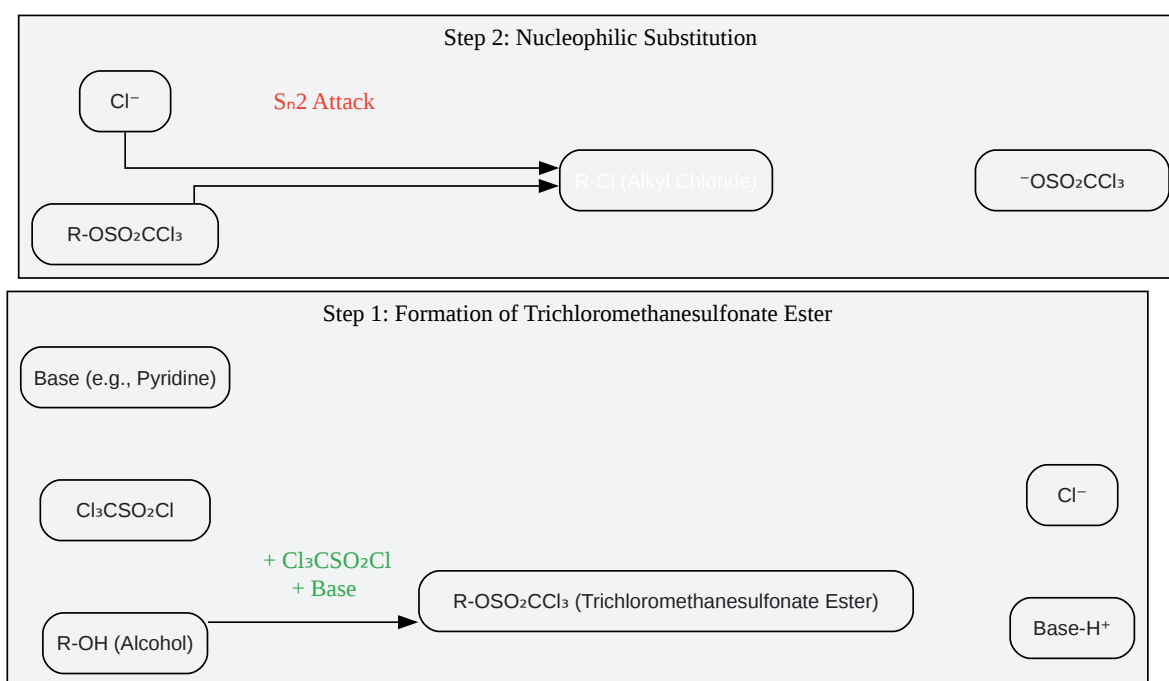 Step 2: Nucleophilic Substitution
Cl⁻
Sₙ2 Attack
R-Cl (Alkyl Chloride)
⁻OSO₂CCl₃
R-OSO₂CCl₃
Step 1: Formation of Trichloromethanesulfonate Ester
Base (e.g., Pyridine)
Cl₃CSO₂Cl
Cl⁻
+ Cl₃CSO₂Cl
+ Base
R-OSO₂CCl₃ (Trichloromethanesulfonate Ester)
R-OH (Alcohol)
Base-H⁺